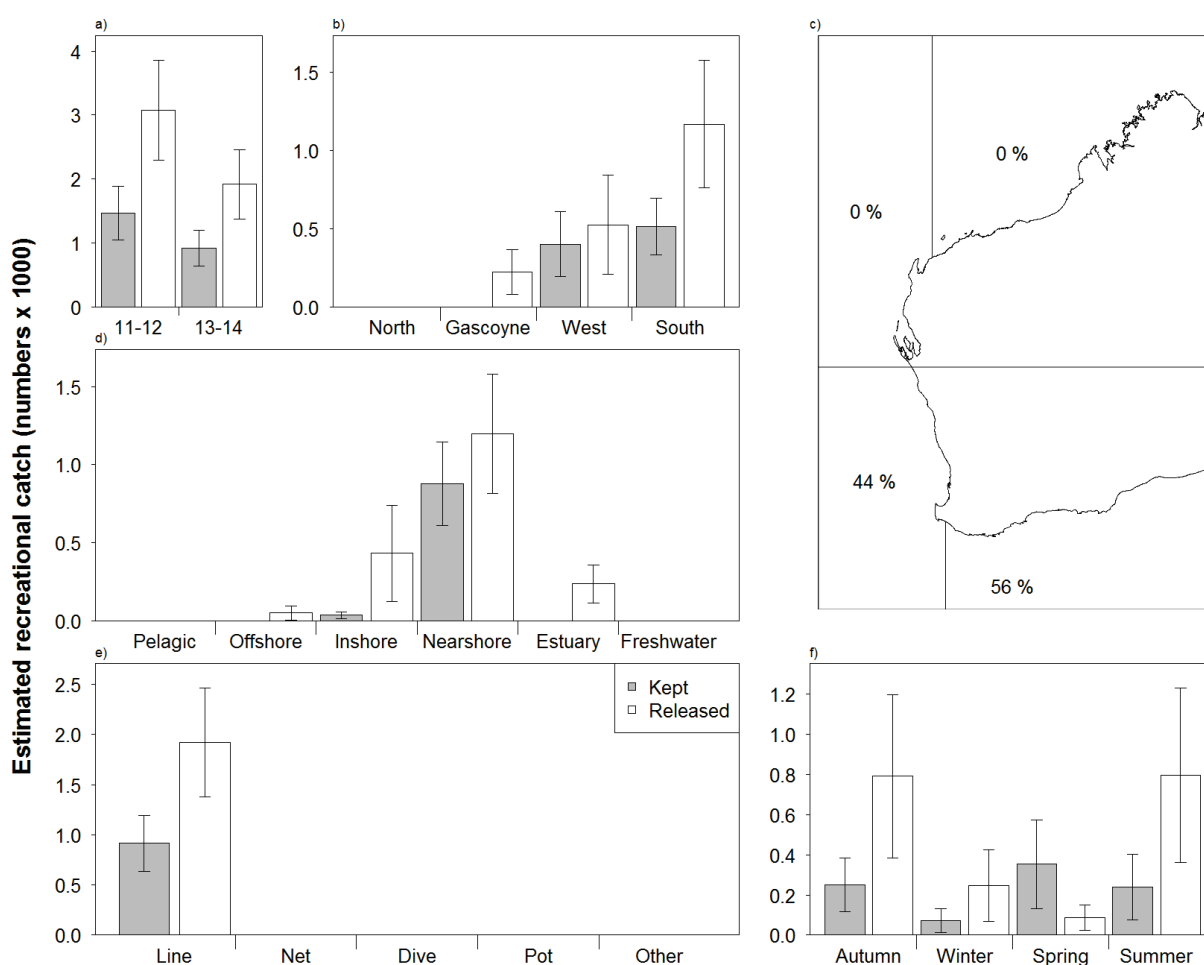 Estimated recreational catch (numbers x 1000)
a)
4
3
2
1
0
11-12 13-14
b)
1.5
1.0
0.5
0.0
North Gascoyne West South
c)
0 %
0 %
44 %
56 %
d)
1.5
1.0
0.5
0.0
Pelagic Offshore Inshore Nearshore Estuary Freshwater
e)
2.5
2.0
1.5
1.0
0.5
0.0
Kept
Released
Line Net Dive Pot Other
f)
1.2
1.0
0.8
0.6
0.4
0.2
0.0
Autumn Winter Spring Summer